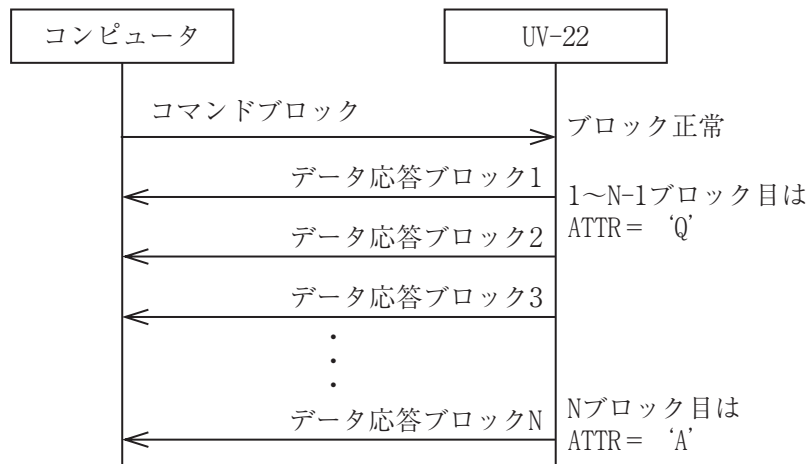 コンピュータ
UV-22
コマンドブロック
ブロック正常
データ応答ブロック1
1～N-1ブロック目は
ATTR= ‘Q’
データ応答ブロック2
データ応答ブロック3
データ応答ブロックN
Nブロック目は
ATTR= ‘A’